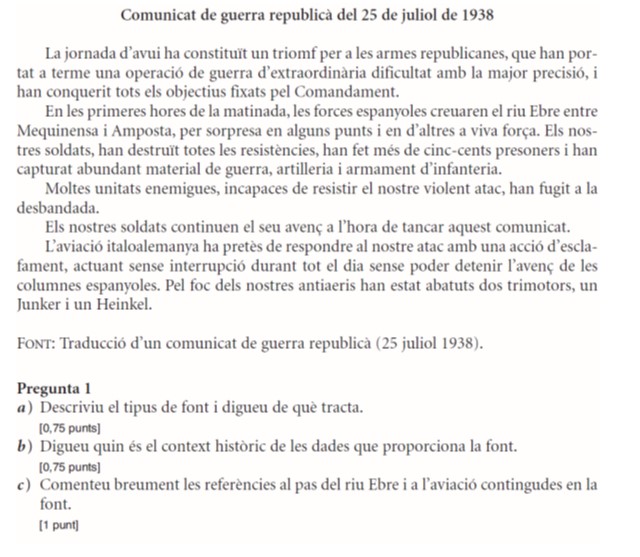 Comunicat de guerra republicà del 25 de juliol de 1938
La jornada d'avui ha constituït un triomf per a les armes republicanes, que han por-
tat a terme una operació de guerra d'extraordinària dificultat amb la major precisió, i
han conquerit tots els objectius fixats pel Comandament.
En les primeres hores de la matinada, les forces espanyoles creuaren el riu Ebre entre
Mequinensa i Amposta, per sorpresa en alguns punts i en d'altres a viva força. Els nos-
tres soldats, han destruït totes les resistències, han fet més de cinc-cents presoners i han
capturat abundant material de guerra, artilleria i armament d'infanteria.
Moltes unitats enemigues, incapaces de resistir el nostre violent atac, han fugit a la
desbandada.
Els nostres soldats continuen el seu avenç a l'hora de tancar aquest comunicat.
L'aviació italoalemanya ha pretès de respondre al nostre atac amb una acció d'escla-
fament, actuant sense interrupció durant tot el dia sense poder detenir l'avenç de les
columnes espanyoles. Pel foc dels nostres antiaeris han estat abatuts dos trimotors, un
Junker i un Heinkel.
FONT: Traducció d'un comunicat de guerra republicà (25 juliol 1938).
Pregunta 1
a) Descriviu el tipus de font i digueu de què tracta.
[0,75 punts]
b) Digueu quin és el context històric de les dades que proporciona la font.
[0,75 punts]
c) Comenteu breument les referències al pas del riu Ebre i a l'aviació contingudes en la
font.
[1 punt]